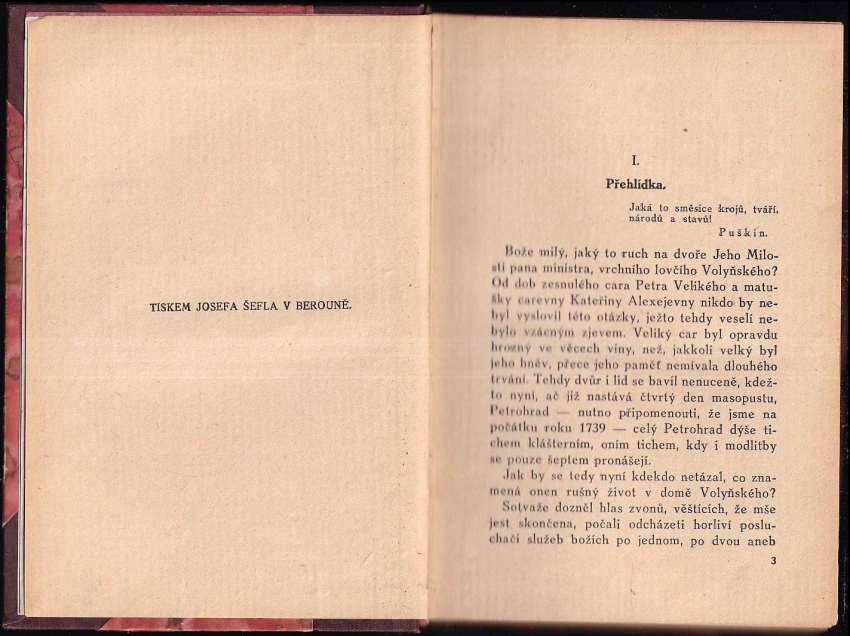 TISKEM JOSEFA ŠEFLA V BEROUNĚ.
I.
Přehlídka.
Jaká to směsice krojů, tváří,
národů a stavů!
Puškin.
Bože milý, jaký to ruch na dvoře Jeho Milo-
sti pana ministra, vrchního lovčího Volyňského?
Od dob zesnulého cara Petra Velikého a matu-
šky carevny Kateřiny Alexejevny nikdo by ne-
byl vyslovil této otázky, ježto tehdy veselí ne-
bylo vzácným zjevem. Veliký car byl opravdu
hrozný ve věcech viny, než, jakkoli velký byl
jeho hněv, přece jeho paměť nemívala dlouhého
trvání. Tehdy dvůr i lid se bavil nenuceně, kdež-
to nyní, ač již nastává čtvrtý den masopustu,
Petrohrad — nutno připomenouti, že jsme na
počátku roku 1739 — celý Petrohrad dýše ti-
chem klášterním, oním tichem, kdy i modlitby
se pouze šeptem pronášejí.
Jak by se tedy nyní kdekdo netázal, co zna-
mená onen rušný život v domě Volyňského?
Sotvaže dozněl hlas zvonů, věštících, že mše
jest skončena, počali odcházeti horliví poslu-
chači služeb božích po jednom, po dvou aneb
3